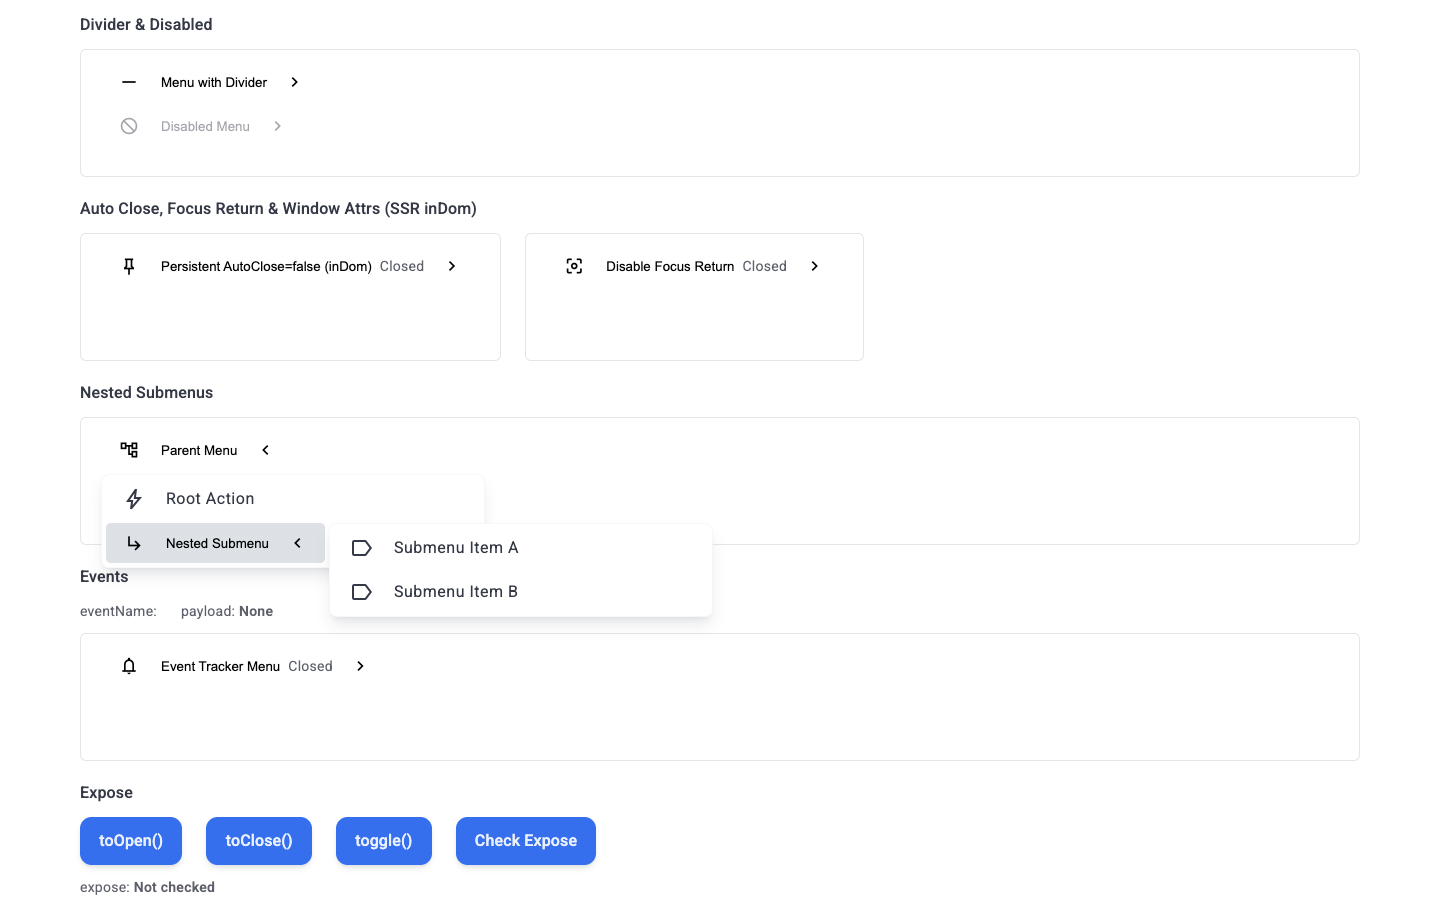 Divider & Disabled
Menu with Divider
Disabled Menu
Auto Close, Focus Return & Window Attrs (SSR inDom)
Persistent AutoClose=false (inDom) Closed
Disable Focus Return Closed
Nested Submenus
Parent Menu
Root Action
Nested Submenu
Submenu Item A
Submenu Item B
Events
eventName: payload: None
Event Tracker Menu Closed
Expose
toOpen() toClose() toggle() Check Expose
expose: Not checked